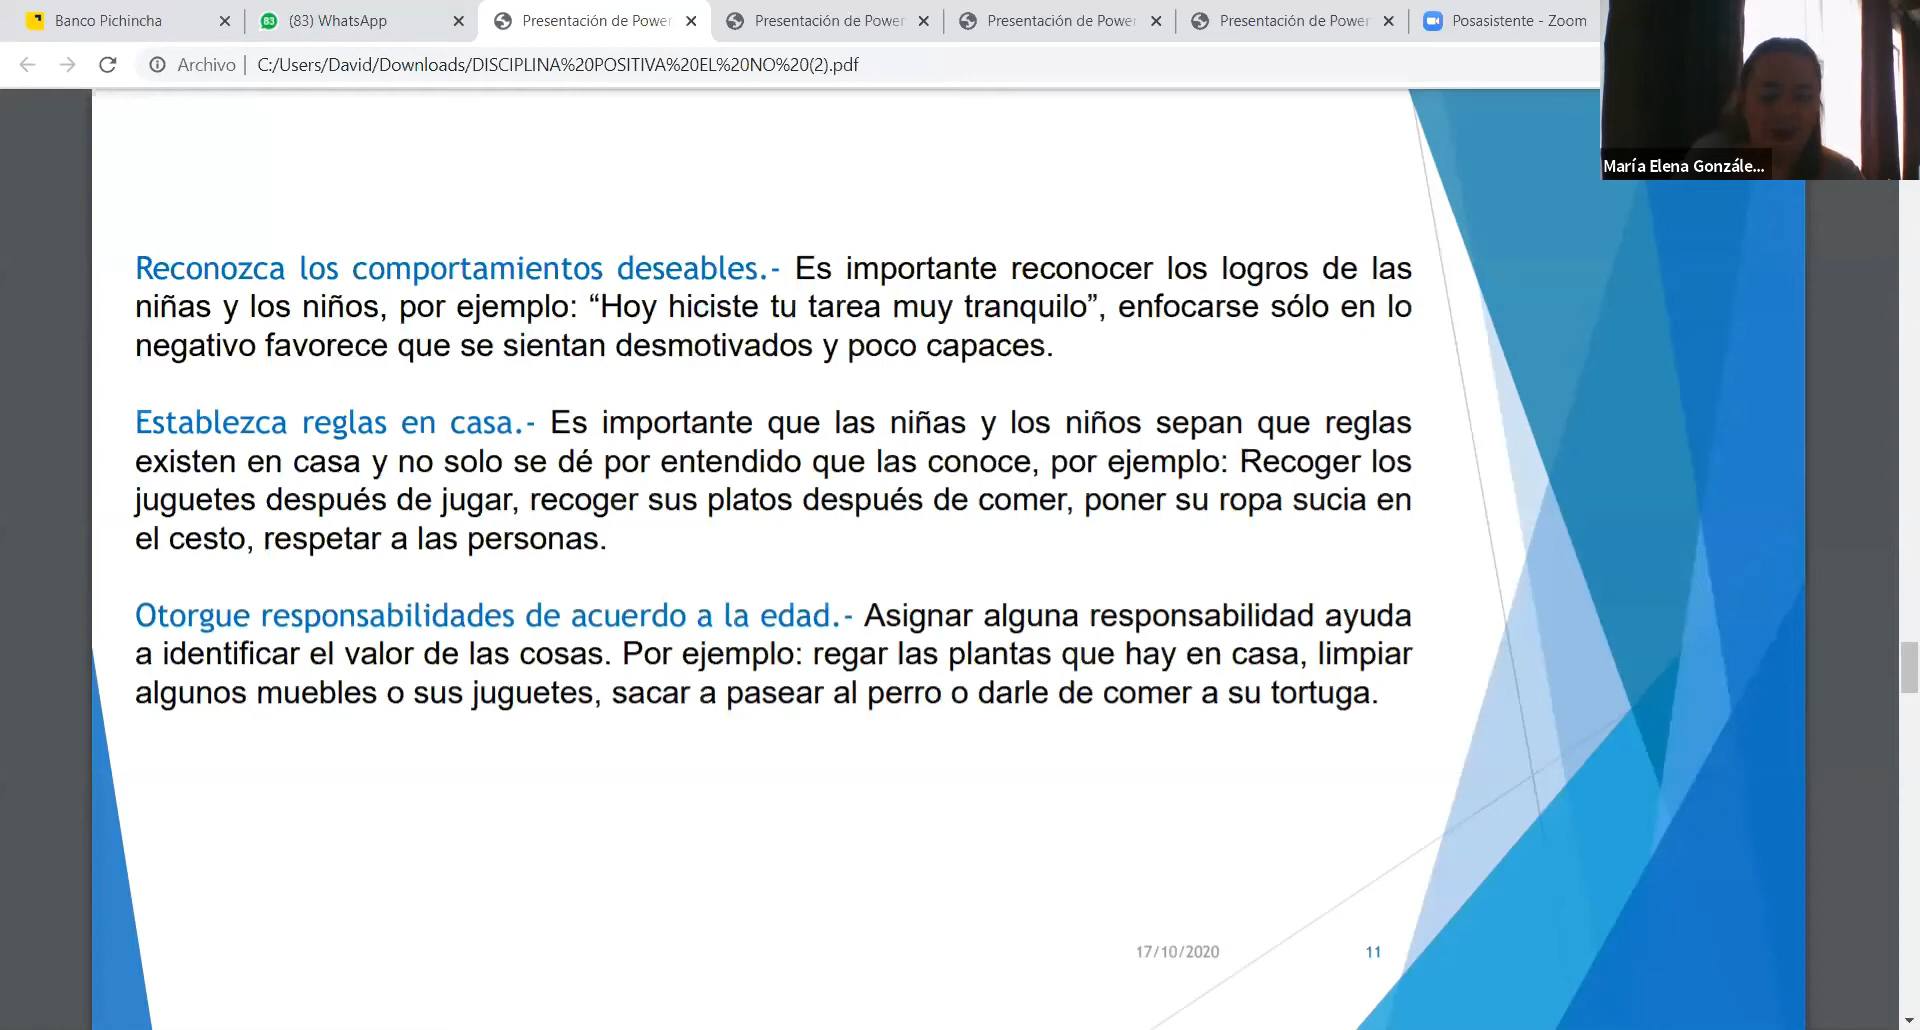 Banco Pichincha
83
(83) WhatsApp
Presentación de Power
Presentación de Power
Presentación de Power
Presentación de Power
Posasistente - Zoom
Archivo
C:/Users/David/Downloads/DISCIPLINA%20POSITIVA%20EL%20NO%20(2).pdf
María Elena Gonzále...
Reconozca los comportamientos deseables.- Es importante reconocer los logros de las
niñas y los niños, por ejemplo: “Hoy hiciste tu tarea muy tranquilo”, enfocarse sólo en lo
negativo favorece que se sientan desmotivados y poco capaces.
Establezca reglas en casa.- Es importante que las niñas y los niños sepan que reglas
existen en casa y no solo se dé por entendido que las conoce, por ejemplo: Recoger los
juguetes después de jugar, recoger sus platos después de comer, poner su ropa sucia en
el cesto, respetar a las personas.
Otorgue responsabilidades de acuerdo a la edad.- Asignar alguna responsabilidad ayuda
a identificar el valor de las cosas. Por ejemplo: regar las plantas que hay en casa, limpiar
algunos muebles o sus juguetes, sacar a pasear al perro o darle de comer a su tortuga.
17/10/2020
11